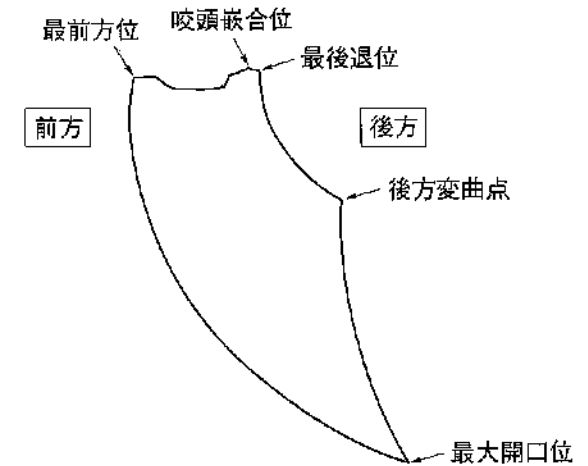 最前方位
咬頭嵌合位
最後退位
前方
後方
後方変曲点
最大開口位